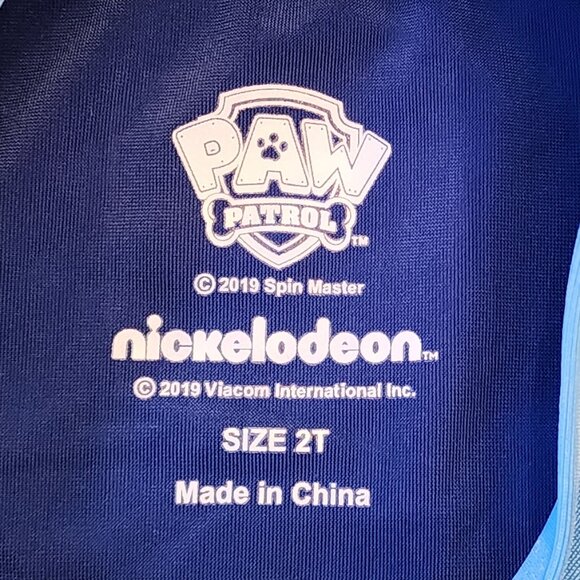 PAW
PATROL TM
© 2019 Spin Master
nickelodeon TM
© 2019 Viacom International Inc.
SIZE 2T
Made in China